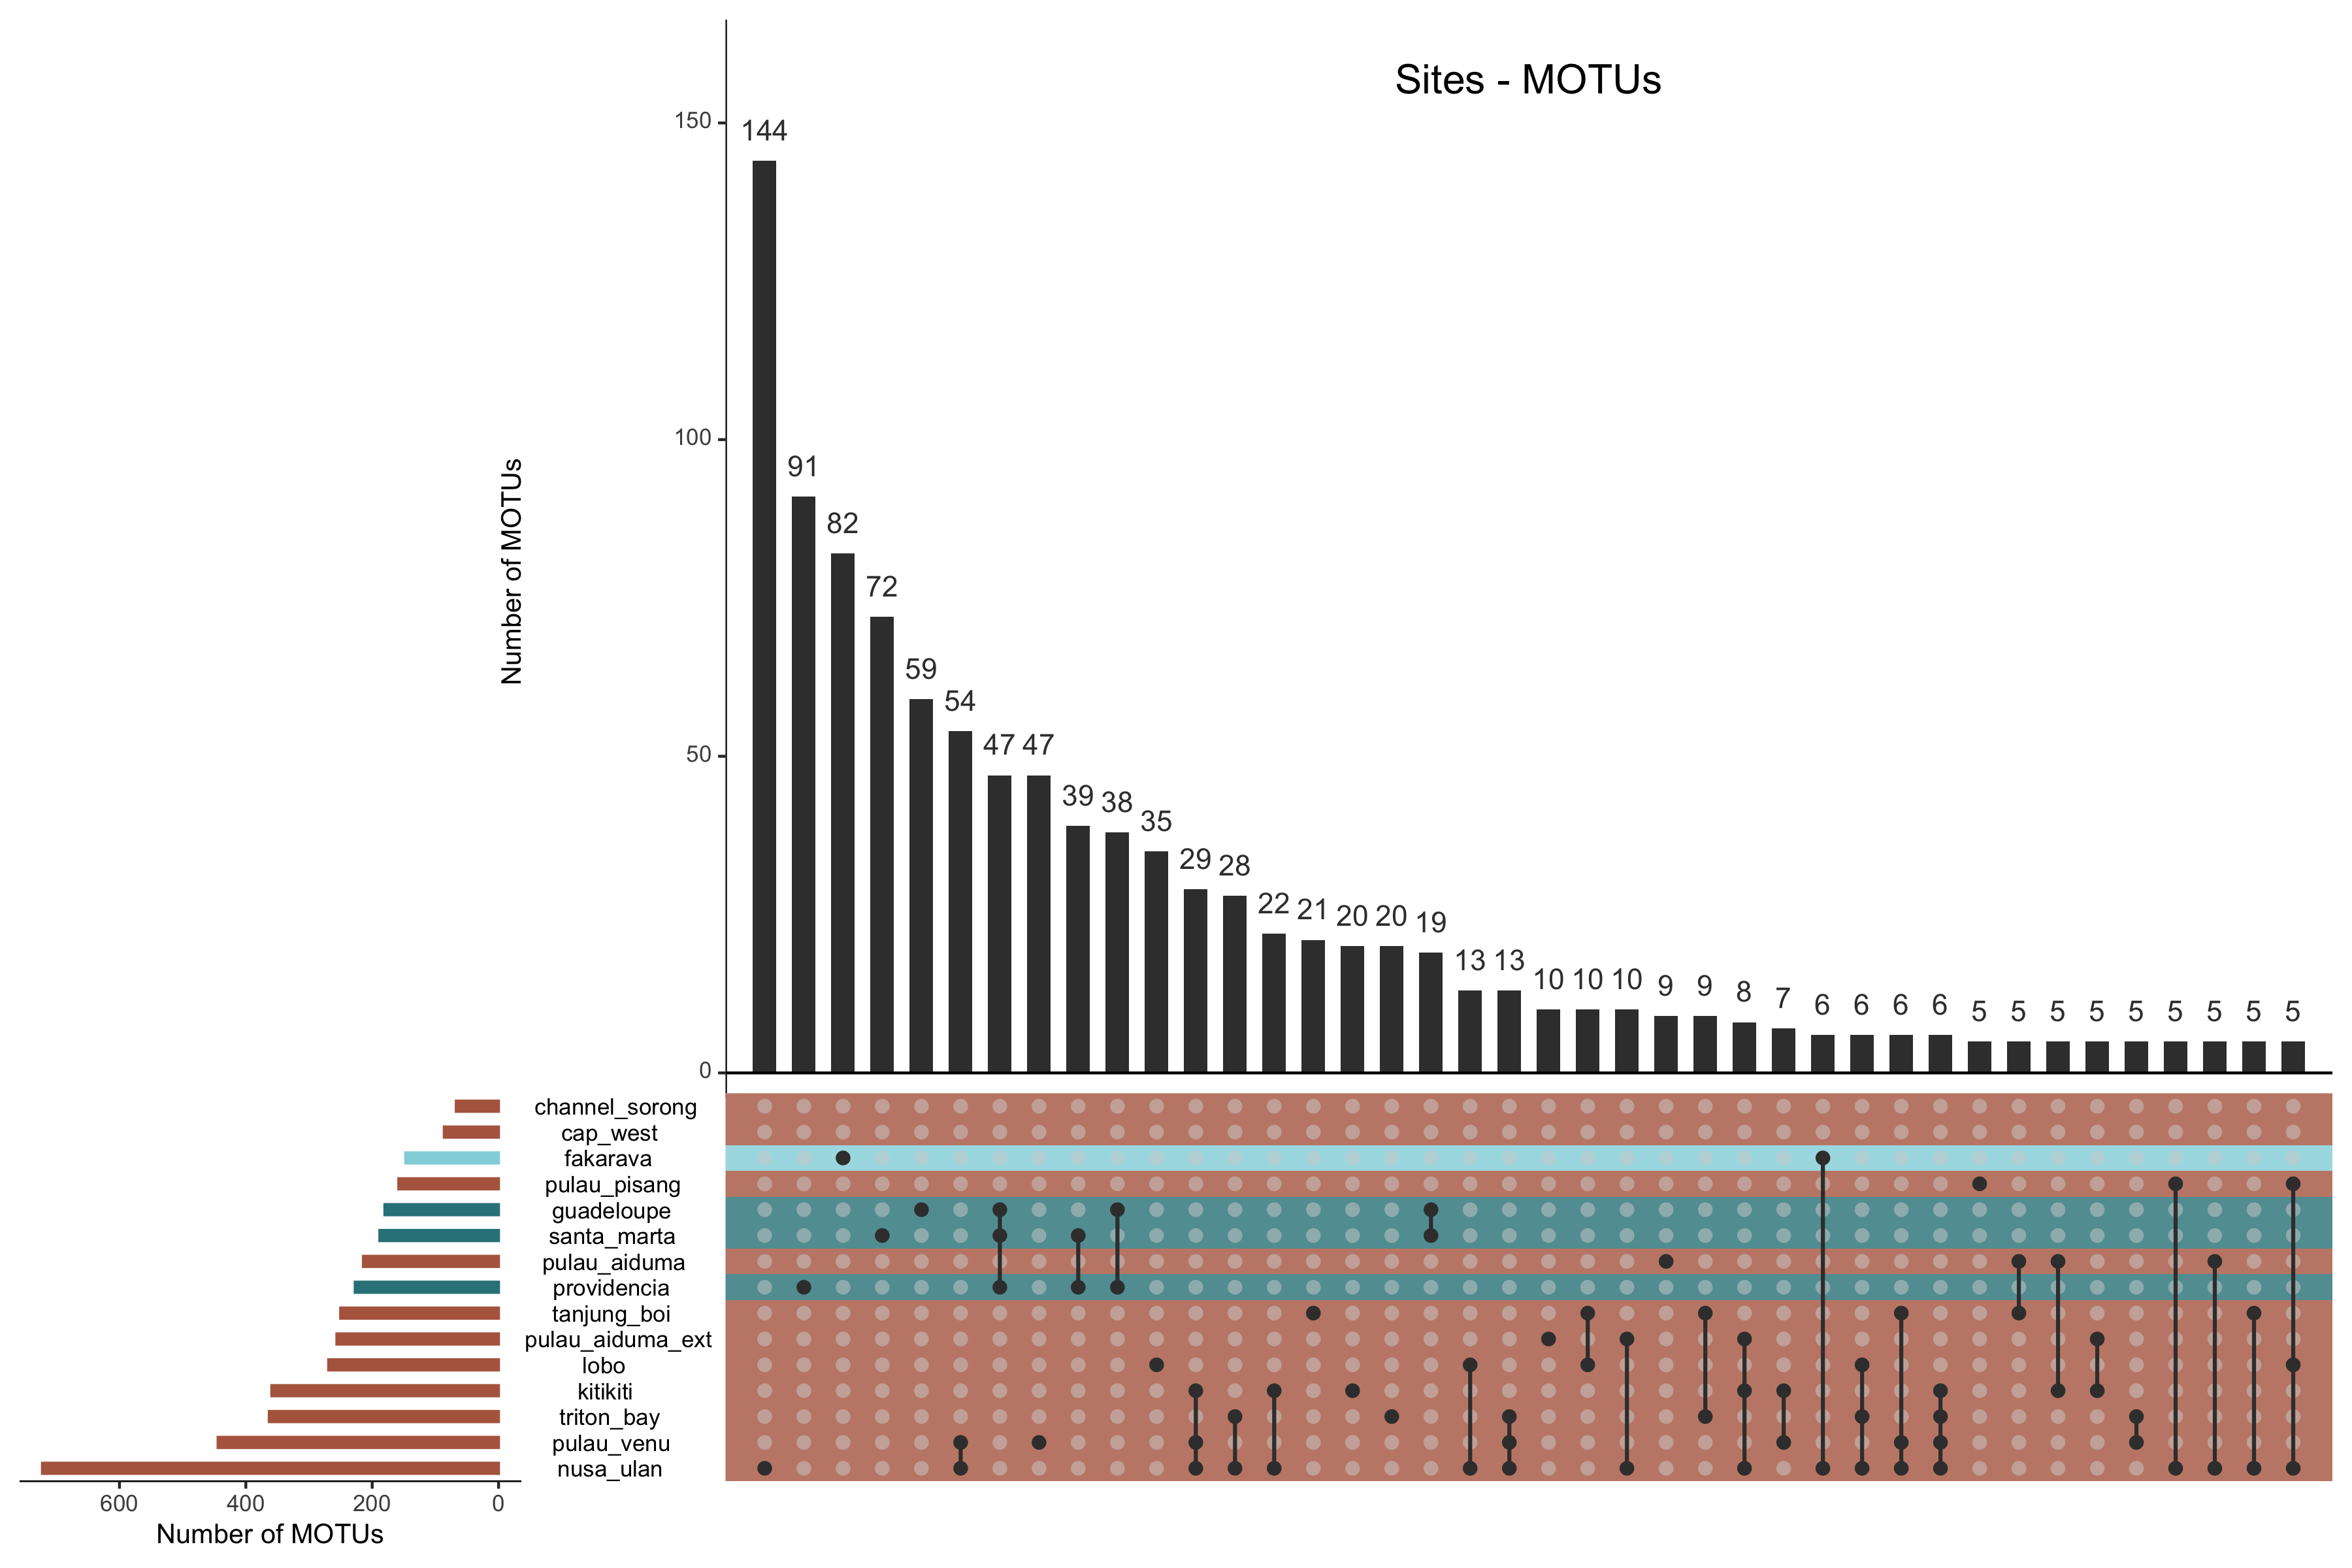 Sites - MOTUs
Number of MOTUs
150
100
50
0
144
91
82
72
59
54
47
47
39
38
35
29
28
22
21
20
20
19
13
13
10
10
10
9
9
8
7
6
6
6
6
5
5
5
5
5
5
5
5
5
channel_sorong
cap_west
fakarava
pulau_pisang
guadeloupe
santa_marta
pulau_aiduma
providencia
tanjung_boi
pulau_aiduma_ext
lobo
kitikiti
triton_bay
pulau_venu
nusa_ulan
600 400 200 0
Number of MOTUs